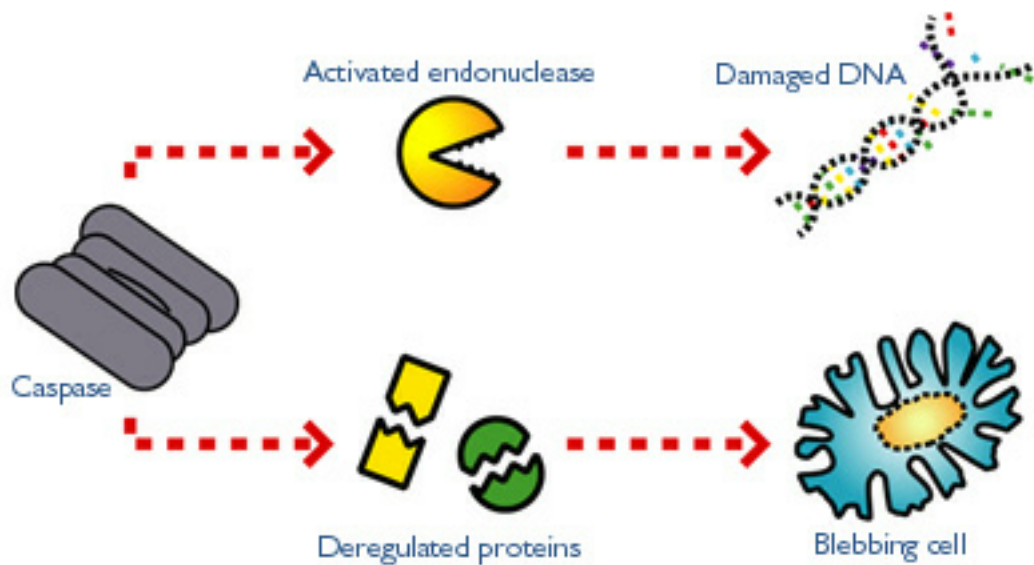 Activated endonuclease
Damaged DNA
Caspase
Deregulated proteins
Blebbing cell